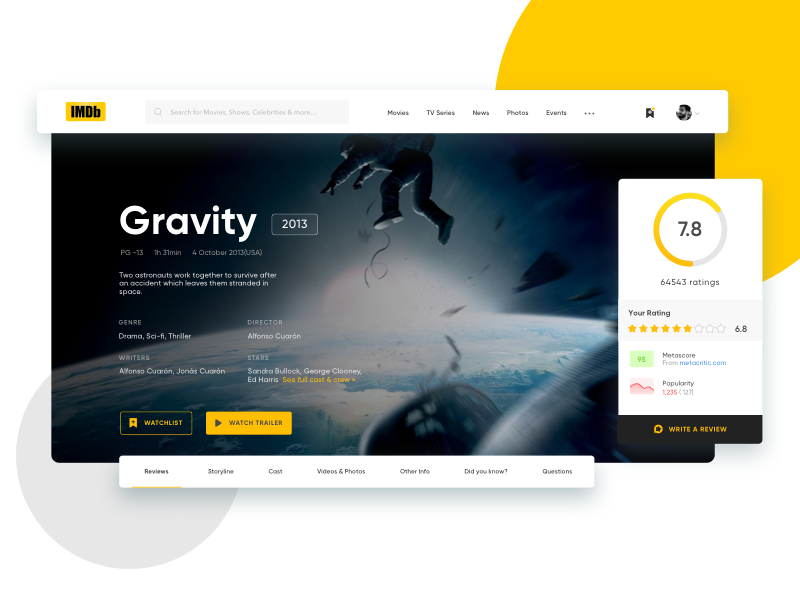 IMDb
Search for Movies, Shows, Celebrities & more...
Movies TV Series News Photos Events
Gravity 2013
PG -13 1h 31min 4 October 2013(USA)
Two astronauts work together to survive after
an accident which leaves them stranded in
space.
GENRE
Drama, Sci-fi, Thriller
DIRECTOR
Alfonso Cuarón
WRITERS
Alfonso Cuarón, Jonás Cuarón
STARS
Sandra Bullock, George Clooney,
Ed Harris See full cast & crew »
WATCHLIST
WATCH TRAILER
7.8
64543 ratings
Your Rating
6.8
95
Metascore
From metacritic.com
Popularity
1,235 ( 127)
WRITE A REVIEW
Reviews Storyline Cast Videos & Photos Other Info Did you know? Questions